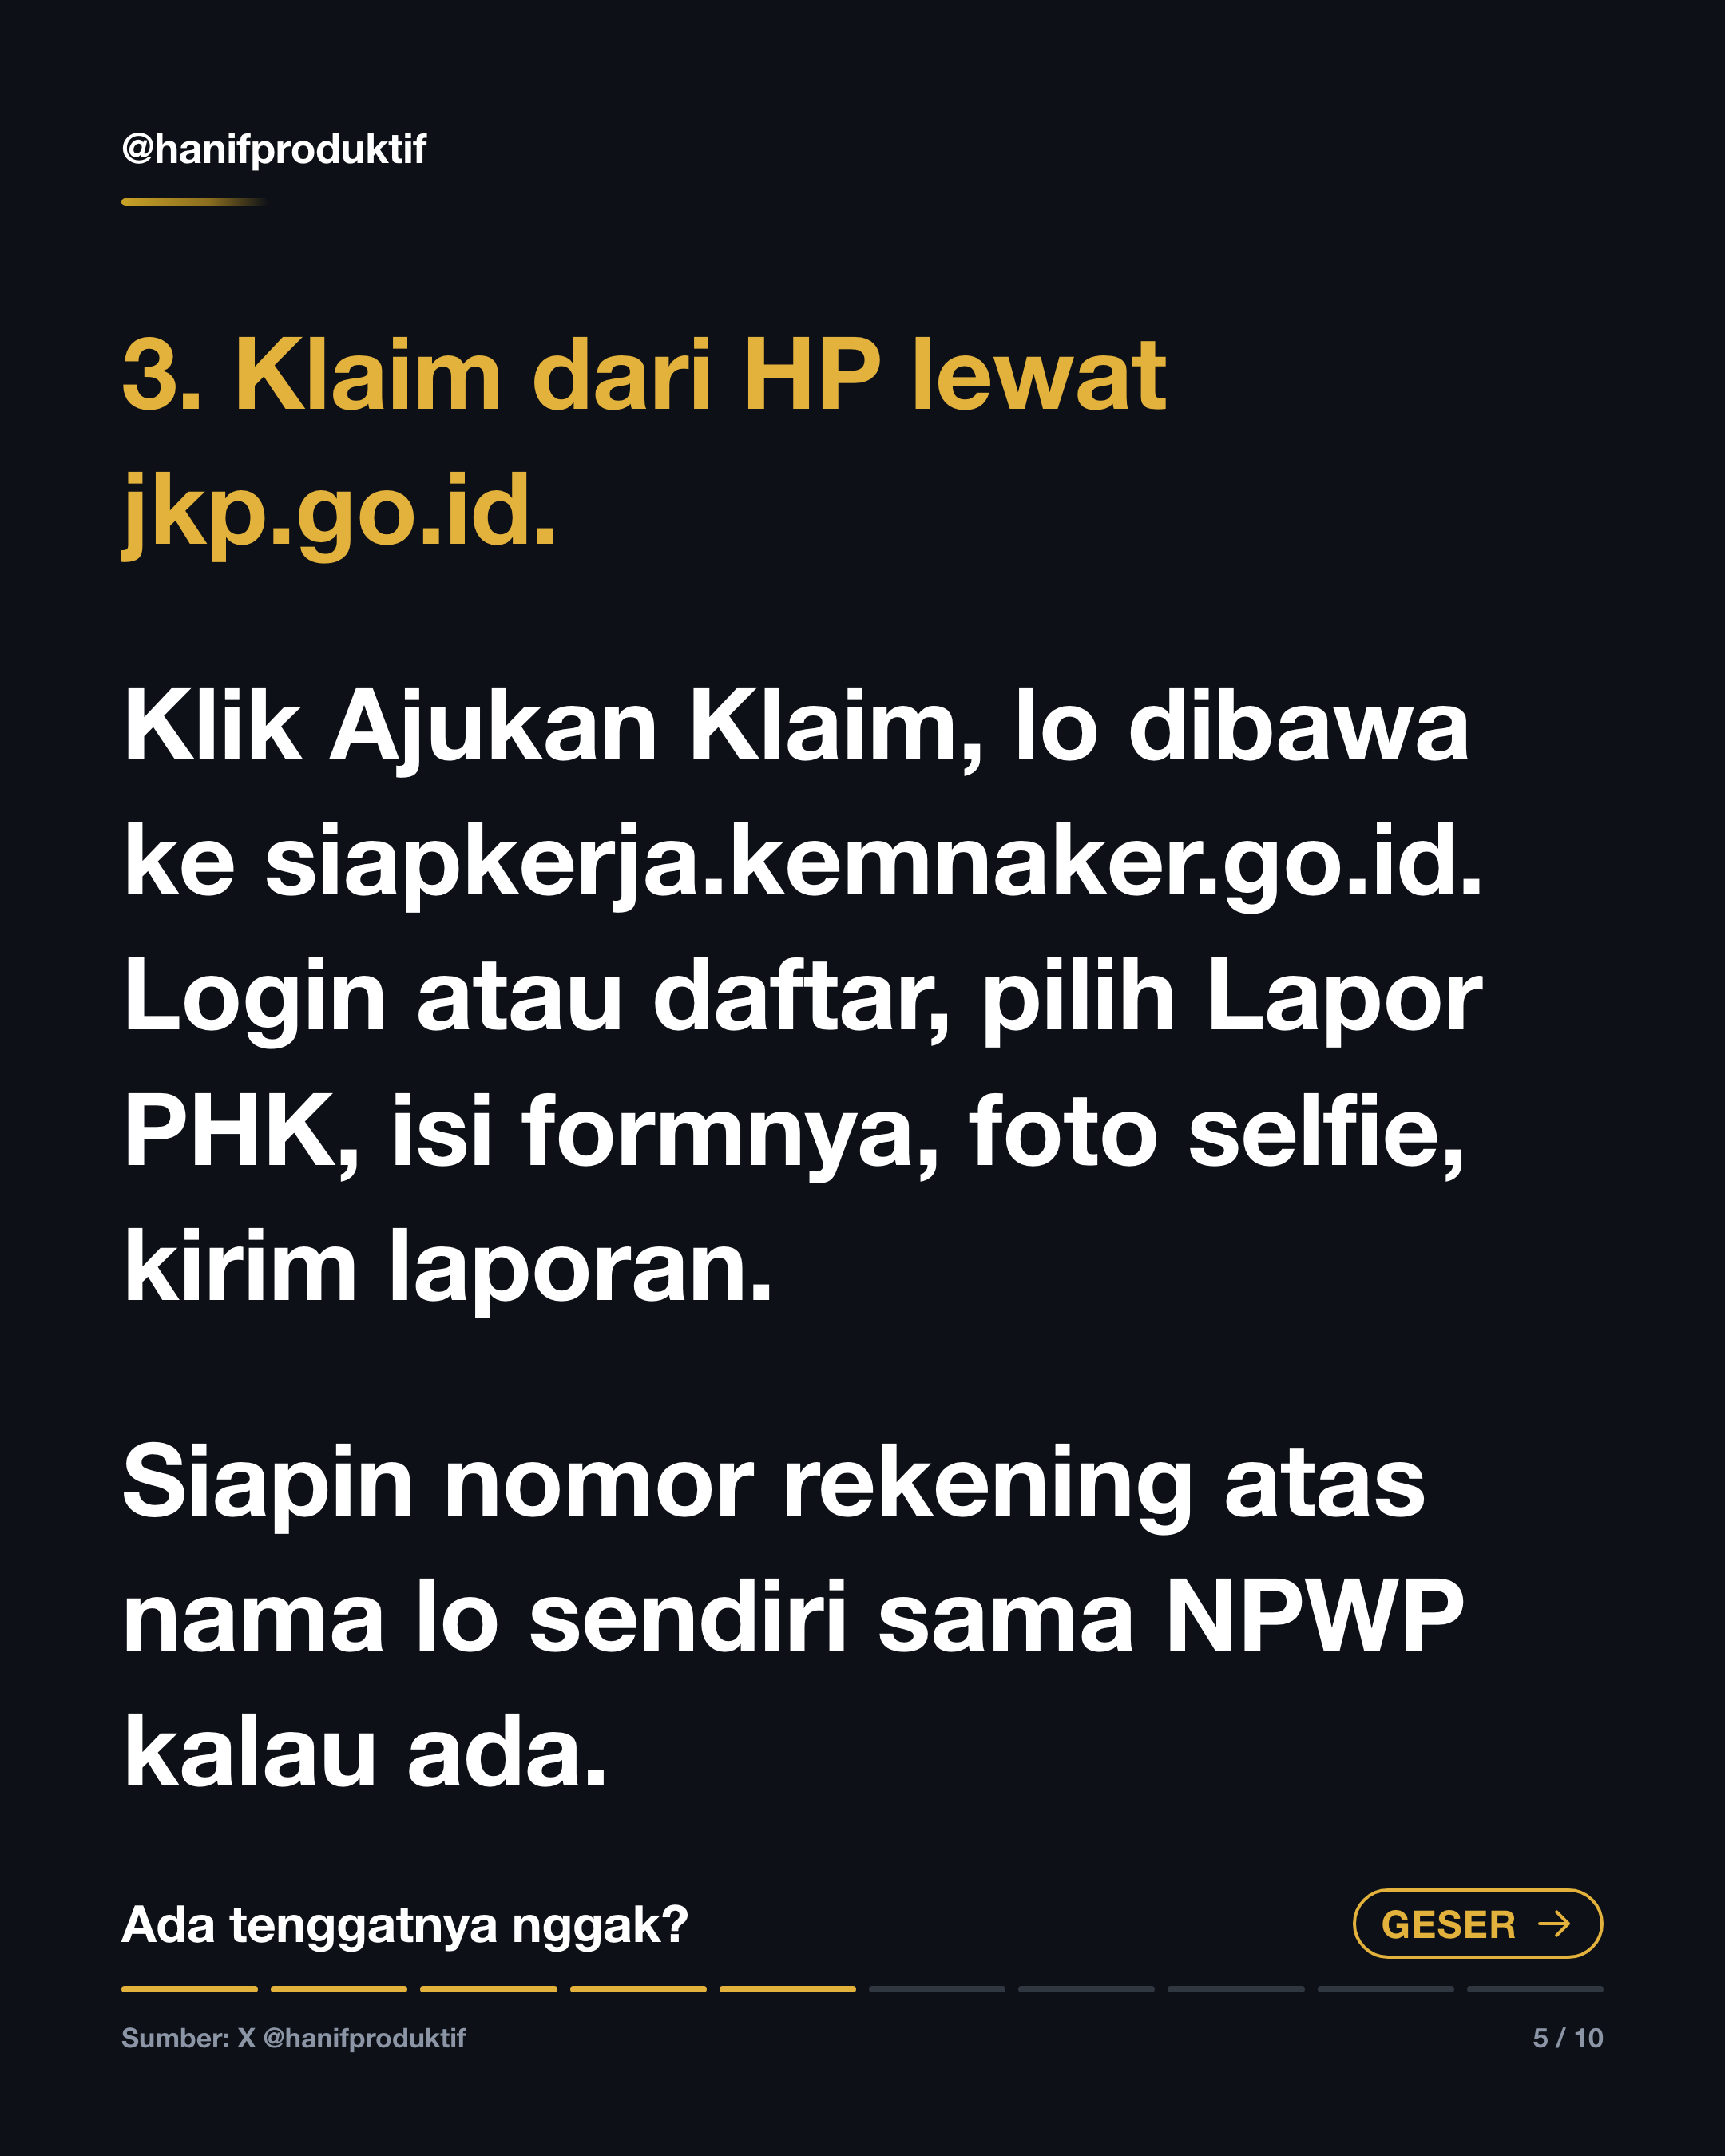 @hanifproduktif
3. Klaim dari HP lewat
jkp.go.id.
Klik Ajukan Klaim, lo dibawa
ke siapkerja.kemnaker.go.id.
Login atau daftar, pilih Lapor
PHK, isi formnya, foto selfie,
kirim laporan.
Siapin nomor rekening atas
nama lo sendiri sama NPWP
kalau ada.
Ada tenggatnya nggak?
GESER →
Sumber: X @hanifproduktif
5 / 10